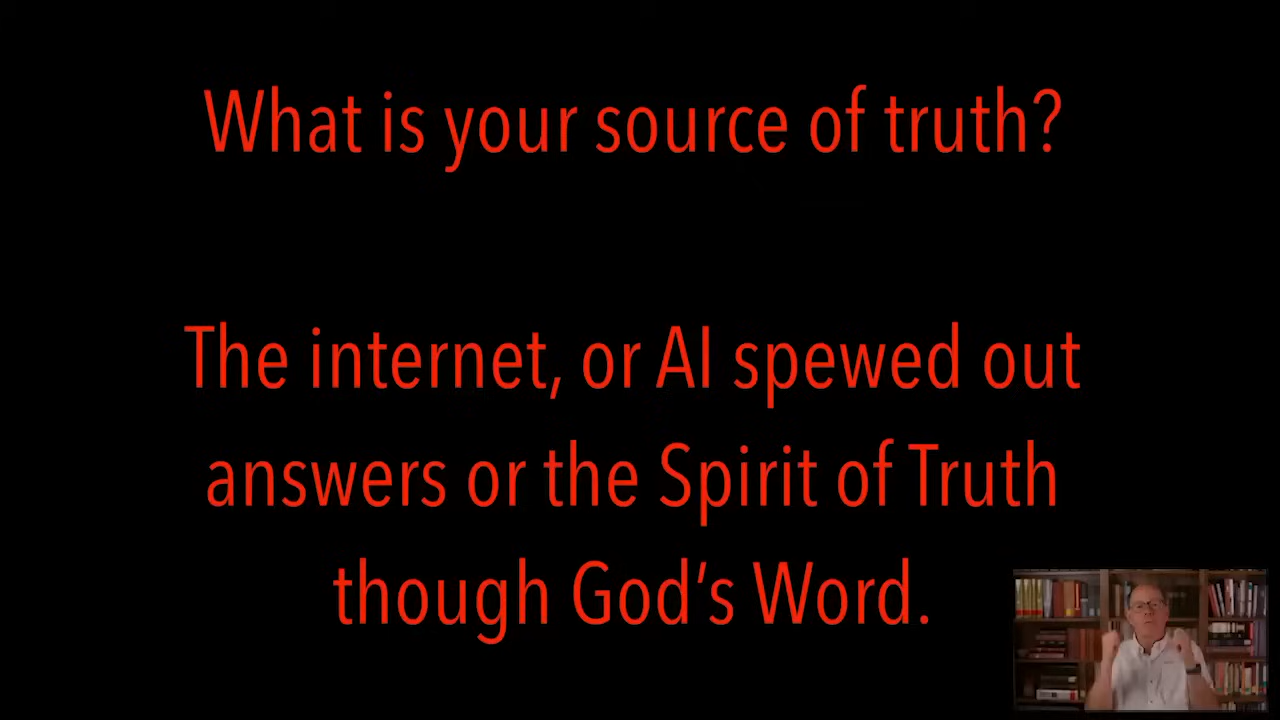 What is your source of truth?
The internet, or AI spewed out
answers or the Spirit of Truth
though God’s Word.